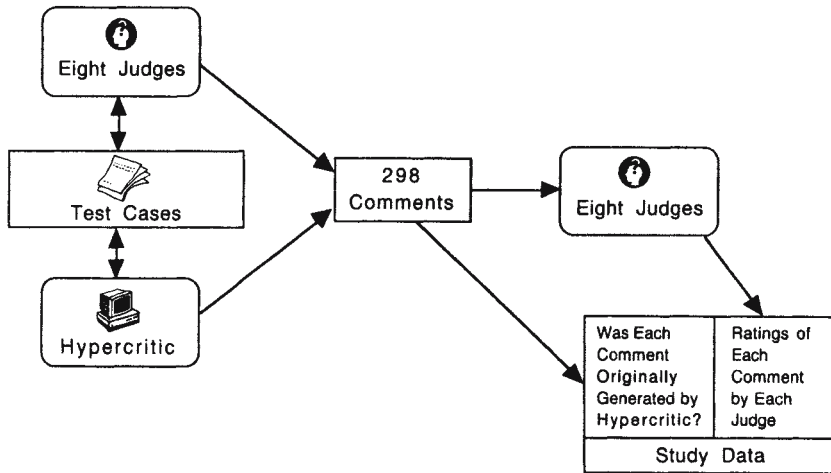 Eight Judges
Test Cases
Hypercritic
298
Comments
Eight Judges
Was Each
Comment
Originally
Generated by
Hypercritic?
Ratings of
Each
Comment
by Each
Judge
Study Data